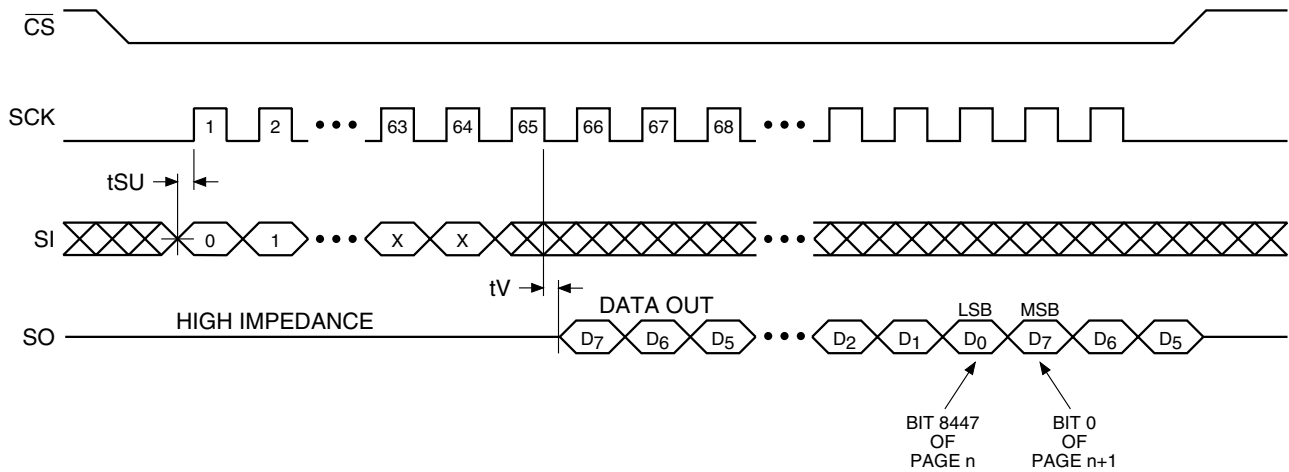 CS
SCK 1 2 ••• 63 64 65 66 67 68 •••
tSU
SI 0 1 ••• X X •••
tV
DATA OUT
LSB MSB
HIGH IMPEDANCE
SO D7 D6 D5 ••• D2 D1 D0 D7 D6 D5
BIT 8447
OF
PAGE n
BIT 0
OF
PAGE n+1